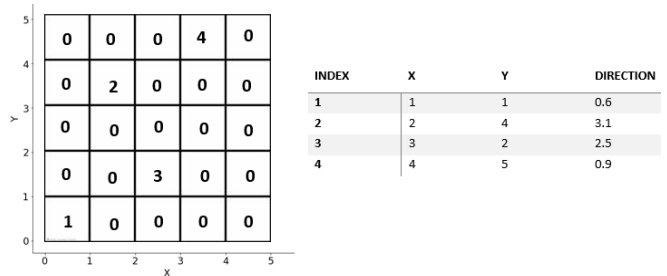 5
0 0 0 4 0
4
0 2 0 0 0
3
0 0 0 0 0
2
0 0 3 0 0
1
1 0 0 0 0
0
Y
0 1 2 3 4 5
X
INDEX X Y DIRECTION
1 1 1 0.6
2 2 4 3.1
3 3 2 2.5
4 4 5 0.9